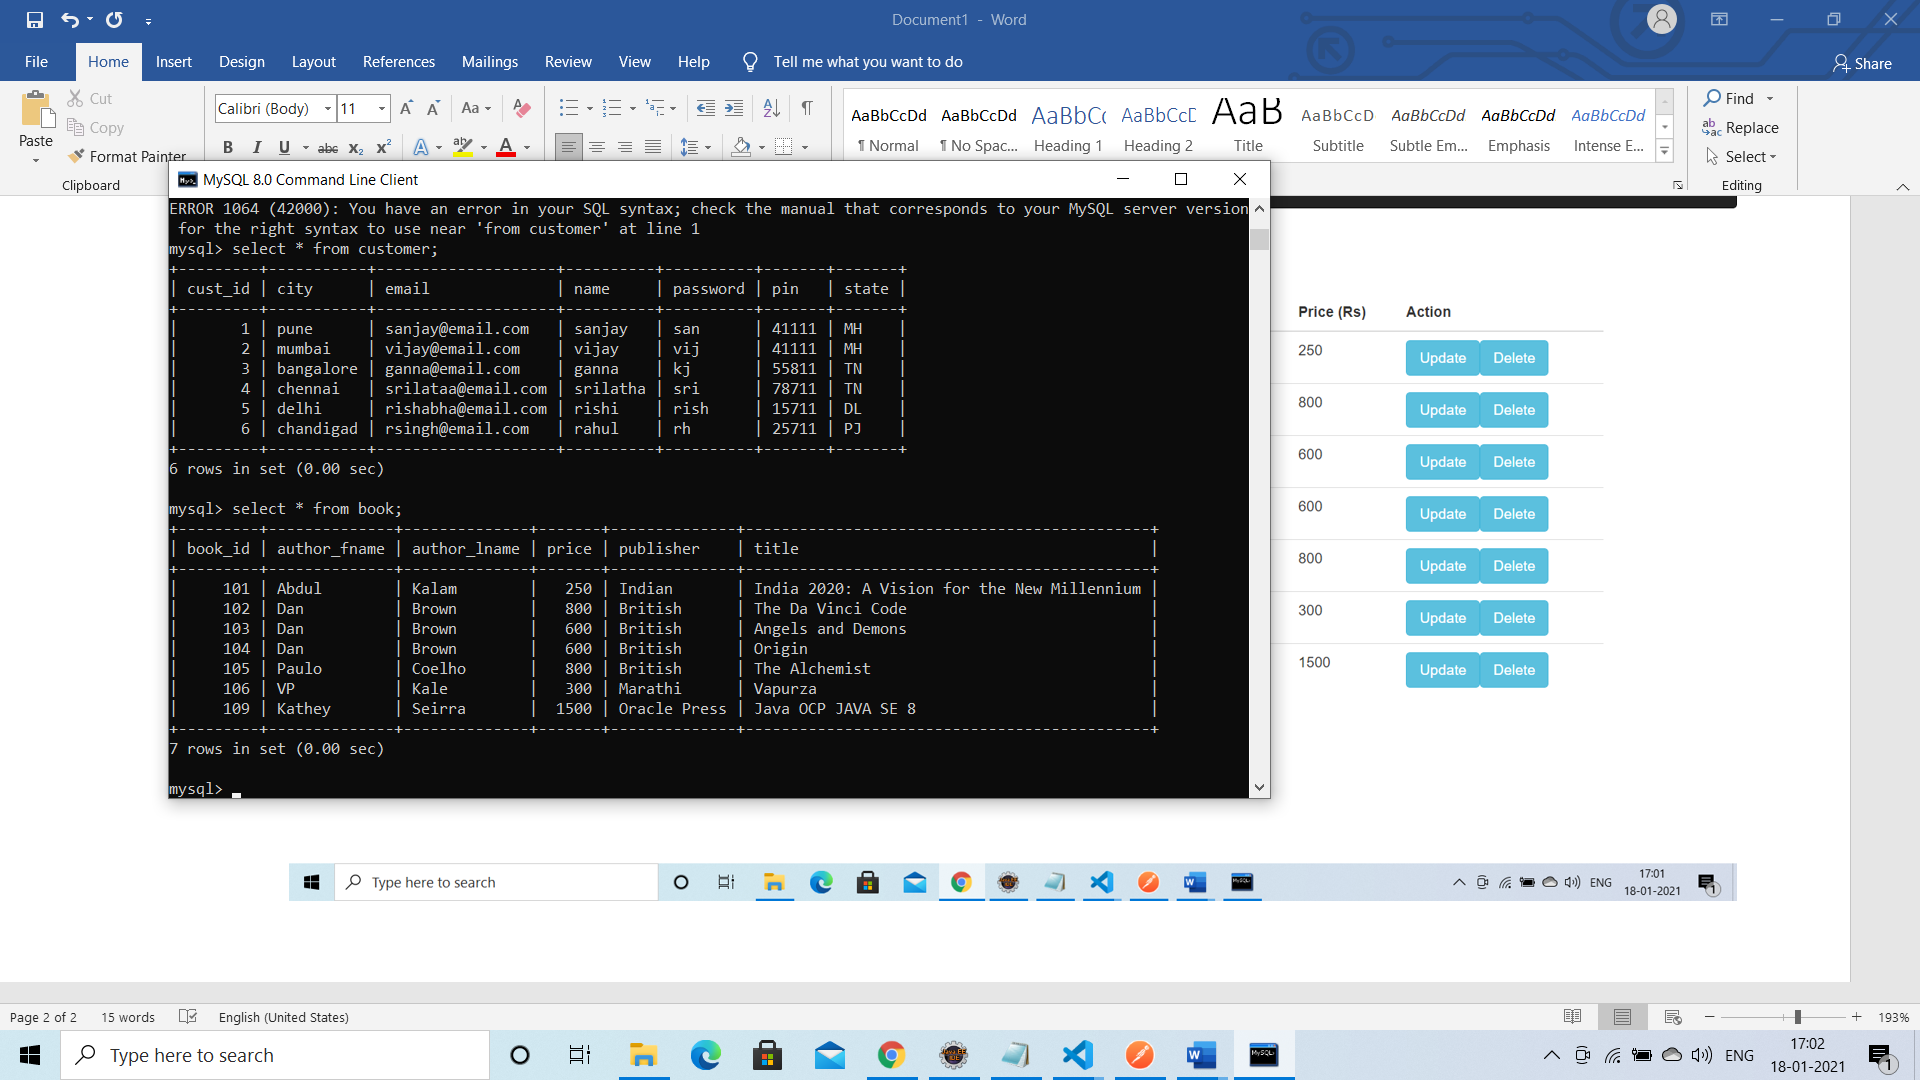 Document1 - Word
File Home Insert Design Layout References Mailings Review View Help Tell me what you want to do Share
Cut
Copy
Paste
Format Painter
Clipboard
Calibri (Body) 11 Aa
B I U abc x₂ x² A aby A
AaBbCcDd AaBbCcDd AaBbCc AaBbCcE AaB AaBbCcD AaBbCcDd AaBbCcDd AaBbCcDd
¶ Normal ¶ No Spac... Heading 1 Heading 2 Title Subtitle Subtle Em... Emphasis Intense E...
Find
Replace
Select
Editing
MySQL 8.0 Command Line Client
ERROR 1064 (42000): You have an error in your SQL syntax; check the manual that corresponds to your MySQL server version
for the right syntax to use near 'from customer' at line 1
mysql> select * from customer;
+---------+-----------+--------------------+----------+----------+-------+-------+
| cust_id | city      | email              | name     | password | pin   | state |
+---------+-----------+--------------------+----------+----------+-------+-------+
|       1 | pune      | sanjay@email.com   | sanjay   | san      | 41111 | MH    |
|       2 | mumbai    | vijay@email.com    | vijay    | vij      | 41111 | MH    |
|       3 | bangalore | ganna@email.com    | ganna    | kj       | 55811 | TN    |
|       4 | chennai   | srilataa@email.com | srilatha | sri      | 78711 | TN    |
|       5 | delhi     | rishabha@email.com | rishi    | rish     | 15711 | DL    |
|       6 | chandigad | rsingh@email.com   | rahul    | rh       | 25711 | PJ    |
+---------+-----------+--------------------+----------+----------+-------+-------+
6 rows in set (0.00 sec)
mysql> select * from book;
+---------+--------------+--------------+-------+--------------+---------------------------------------------+
| book_id | author_fname | author_lname | price | publisher    | title                                       |
+---------+--------------+--------------+-------+--------------+---------------------------------------------+
|     101 | Abdul        | Kalam        |   250 | Indian       | India 2020: A Vision for the New Millennium |
|     102 | Dan          | Brown        |   800 | British      | The Da Vinci Code                           |
|     103 | Dan          | Brown        |   600 | British      | Angels and Demons                           |
|     104 | Dan          | Brown        |   600 | British      | Origin                                      |
|     105 | Paulo        | Coelho       |   800 | British      | The Alchemist                               |
|     106 | VP           | Kale         |   300 | Marathi      | Vapurza                                     |
|     109 | Kathey       | Seirra       |  1500 | Oracle Press | Java OCP JAVA SE 8                          |
+---------+--------------+--------------+-------+--------------+---------------------------------------------+
7 rows in set (0.00 sec)
mysql>
Price (Rs) Action
250 Update Delete
800 Update Delete
600 Update Delete
600 Update Delete
800 Update Delete
300 Update Delete
1500 Update Delete
Type here to search ENG 17:01
18-01-2021 1
Page 2 of 2 15 words English (United States) 193%
Type here to search ENG 17:02
18-01-2021 1